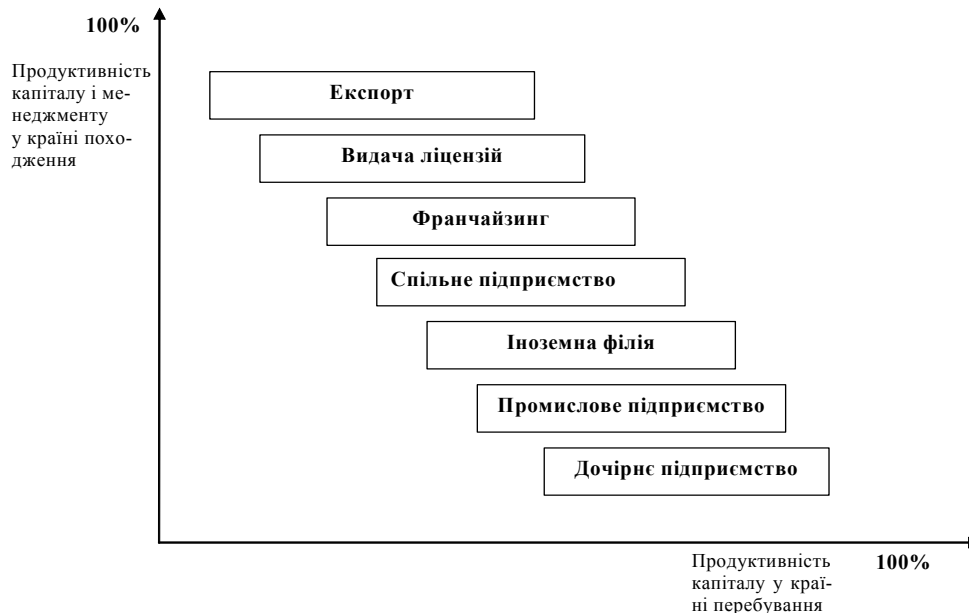 100%
Продуктивність
капіталу і ме-
неджменту
у країні похо-
дження
Експорт
Видача ліцензій
Франчайзинг
Спільне підприємство
Іноземна філія
Промислове підприємство
Дочірнє підприємство
Продуктивність
капіталу у краї-
ні перебування
100%